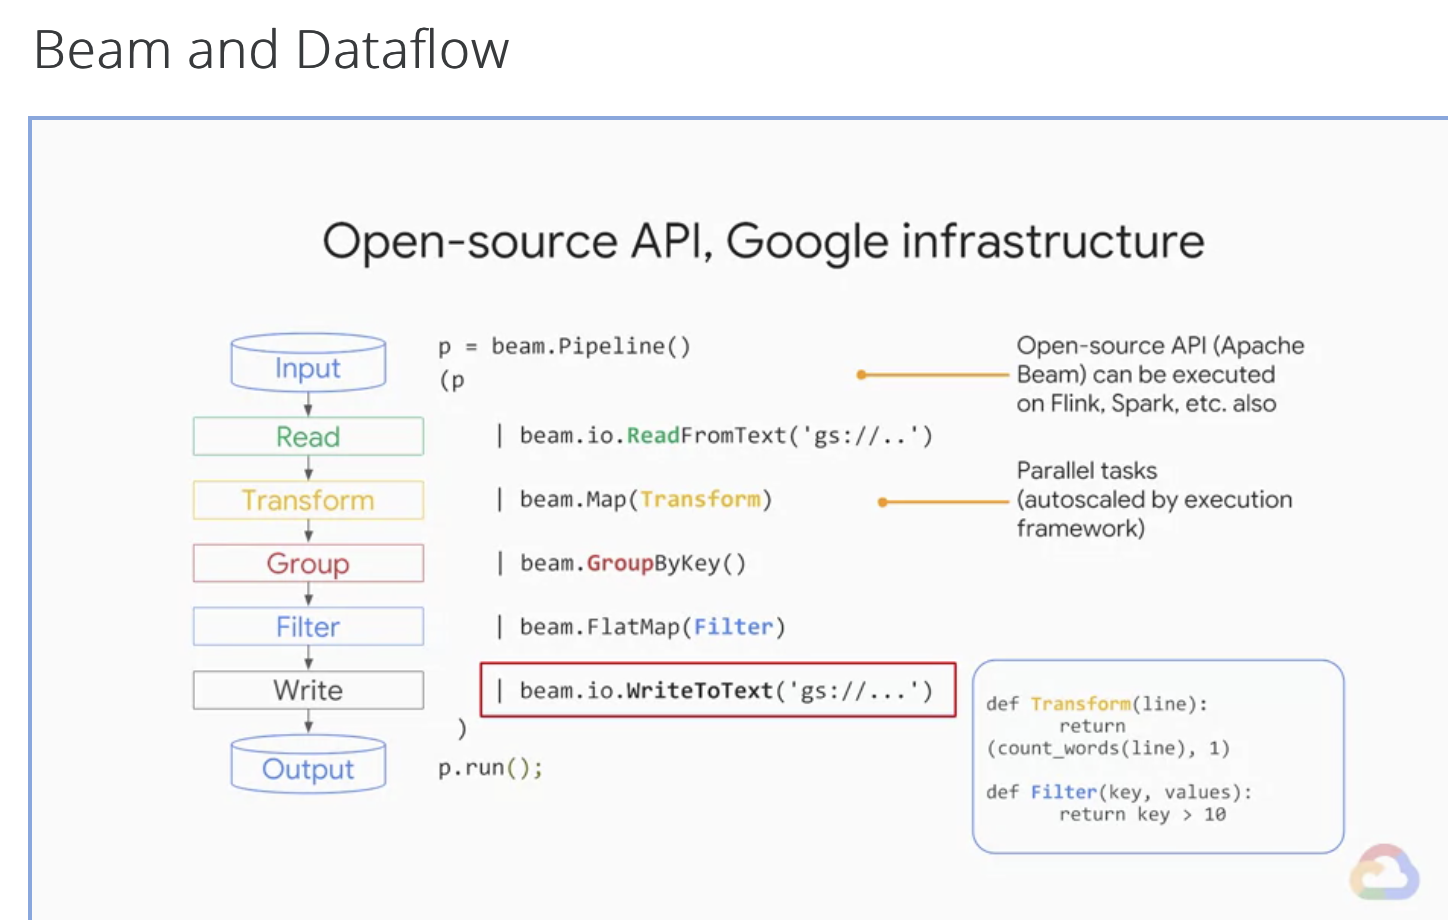 Beam and Dataflow
Open-source API, Google infrastructure
Input
Read
Transform
Group
Filter
Write
Output
p = beam.Pipeline()
(p
| beam.io.ReadFromText('gs://..')
| beam.Map(Transform)
| beam.GroupByKey()
| beam.FlatMap(Filter)
| beam.io.WriteToText('gs://...')
)
p.run();
Open-source API (Apache
Beam) can be executed
on Flink, Spark, etc. also
Parallel tasks
(autoscaled by execution
framework)
def Transform(line):
return
(count_words(line), 1)
def Filter(key, values):
return key > 10